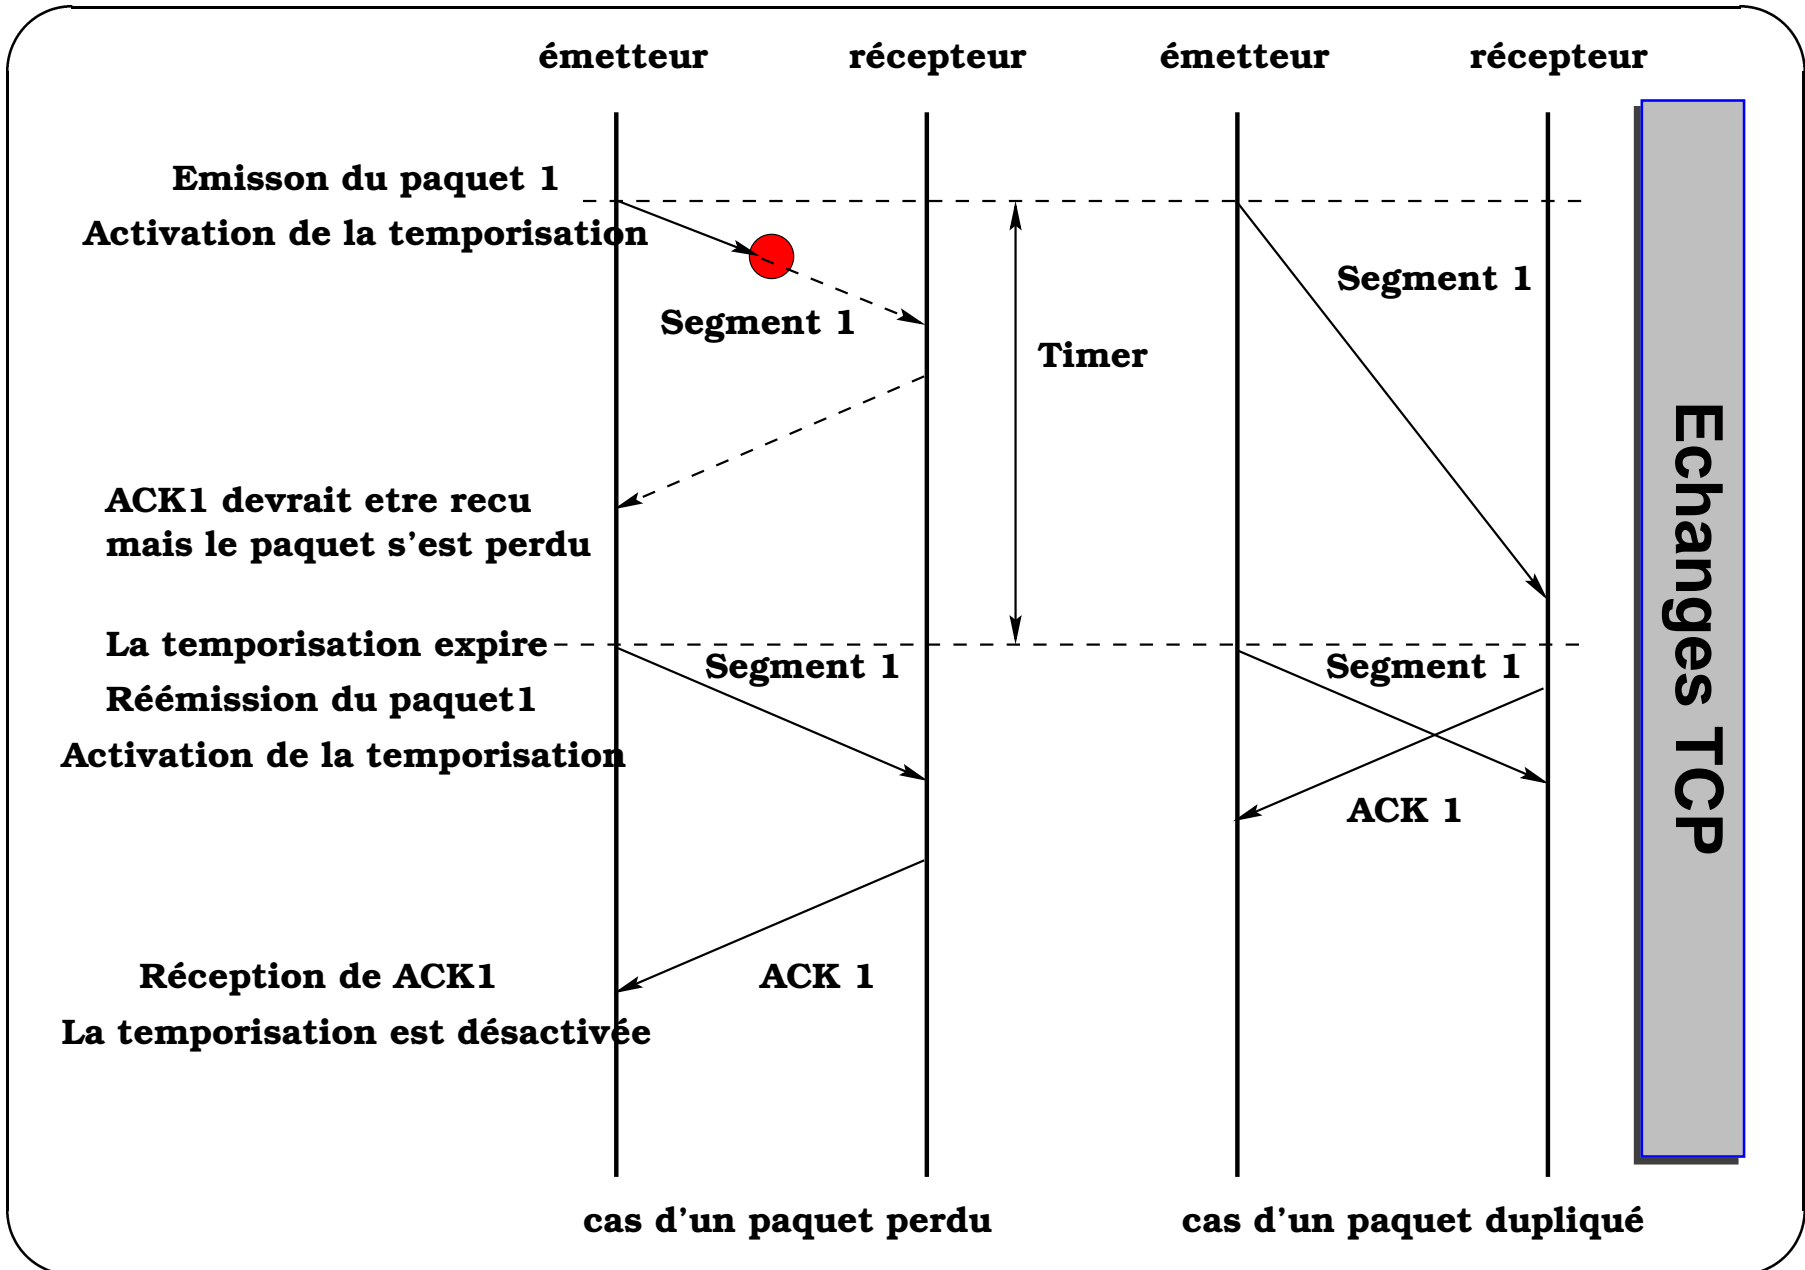 émetteur récepteur émetteur récepteur
Emisson du paquet 1
Activation de la temporisation
Segment 1
Segment 1
Timer
ACK1 devrait etre recu
mais le paquet s'est perdu
La temporisation expire
Segment 1
Segment 1
Réémission du paquet1
Activation de la temporisation
ACK 1
Réception de ACK1
ACK 1
La temporisation est désactivée
cas d'un paquet perdu
cas d'un paquet dupliqué
Echanges TCP